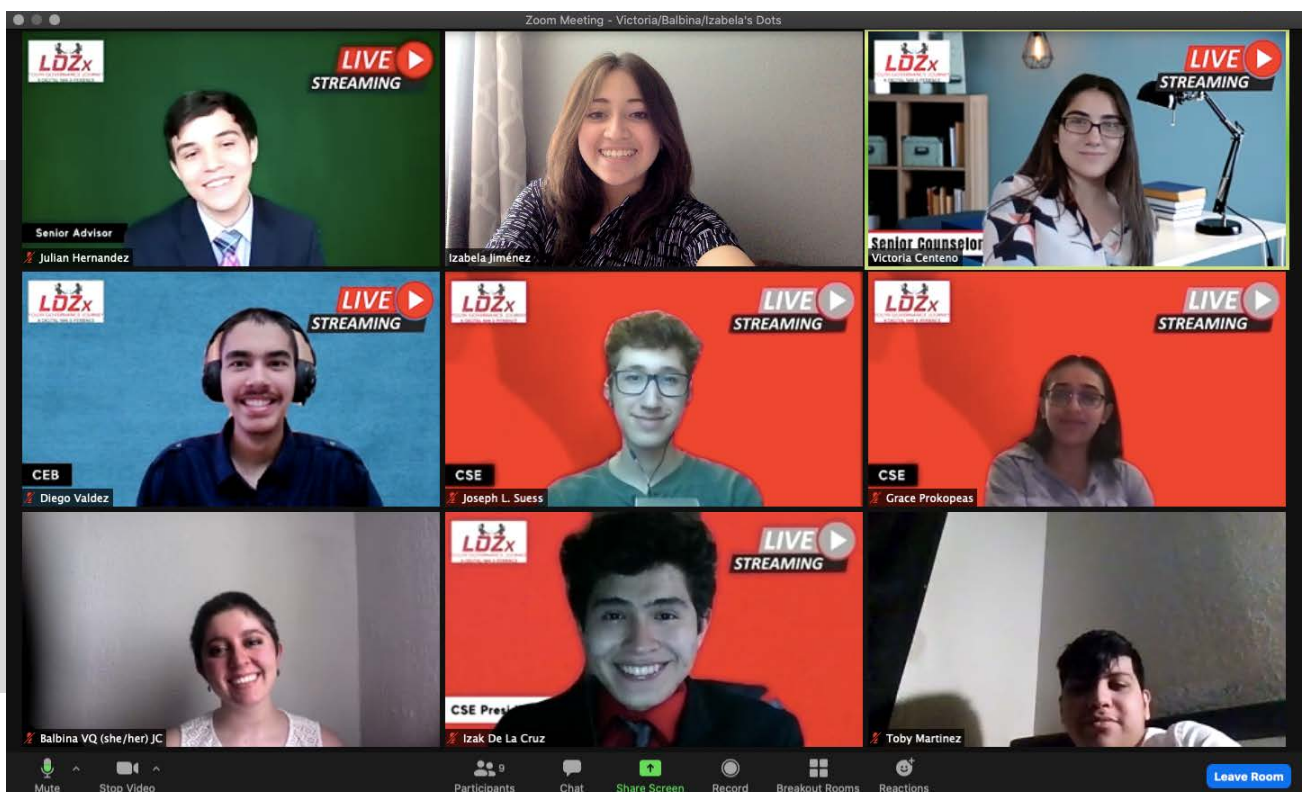 Zoom Meeting - Victoria/Balbina/Izabela's Dots
LDZx
LIVE
STREAMING
Senior Advisor
Julian Hernandez
Izabela Jiménez
LDZx
LIVE
STREAMING
Senior Counselor
Victoria Centeno
LDZx
LIVE
STREAMING
CEB
Diego Valdez
LDZx
LIVE
STREAMING
CSE
Joseph L. Suess
LDZx
LIVE
STREAMING
CSE
Grace Prokopeas
Balbina VQ (she/her) JC
LDZx
LIVE
STREAMING
CSE Presi
Izak De La Cruz
Toby Martinez
Mute
Stop Video
9
Participants
Chat
Share Screen
Record
Breakout Rooms
Reactions
Leave Room